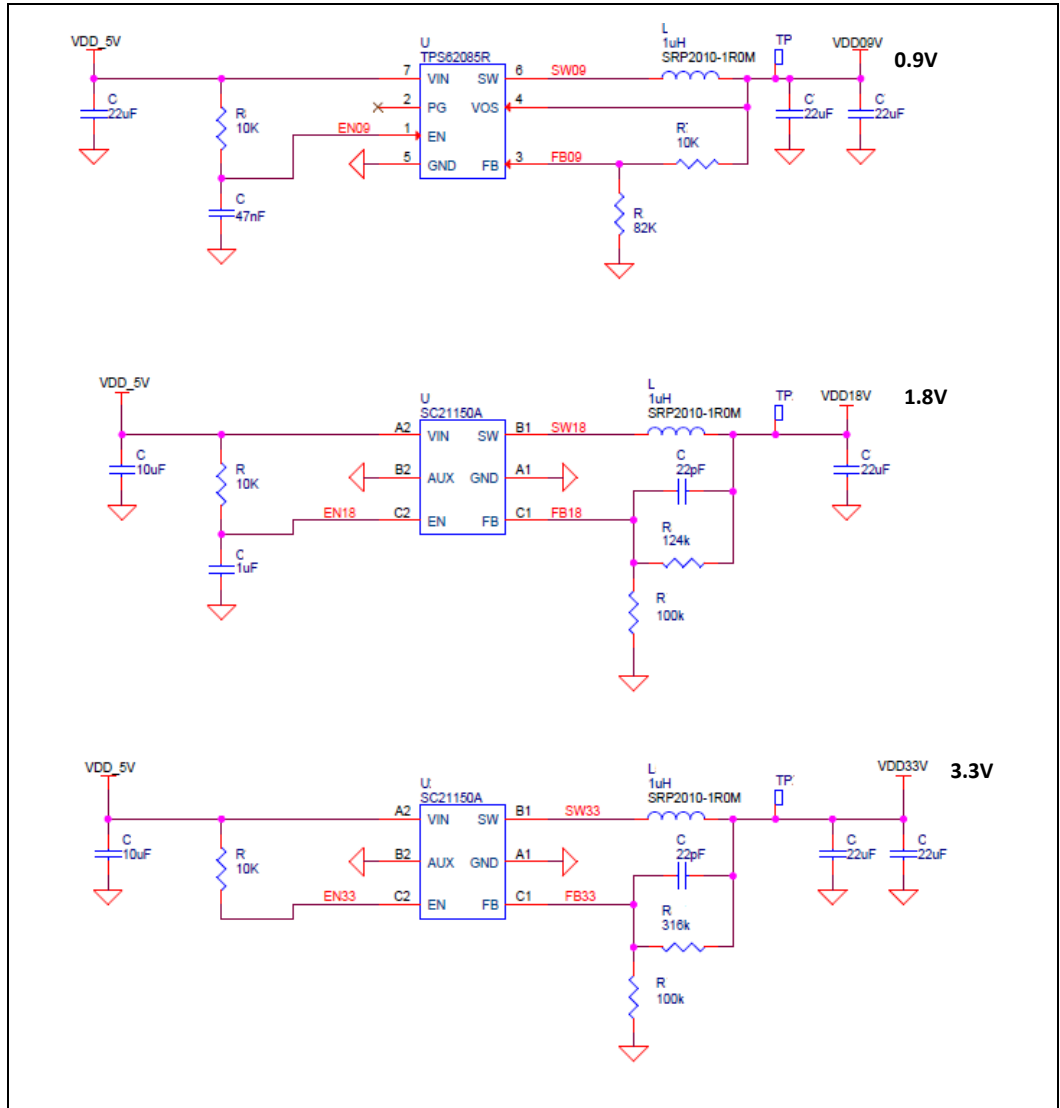 VDD_5V
U
TPS62085R
L
1uH
SRP2010-1R0M
TP
VDD09V
0.9V
7 VIN SW 6 SW09
C
22uF
2 PG VOS 4
C
22uF
C
22uF
R
10K
EN09 1 EN
R
10K
5 GND FB 3 FB09
C
47nF
R
82K
VDD_5V
U
SC21150A
L
1uH
SRP2010-1R0M
TP
VDD18V
1.8V
A2 VIN SW B1 SW18
C
10uF
R
10K
B2 AUX GND A1
C
22pF
C
22uF
EN18 C2 EN FB C1 FB18
R
124k
C
1uF
R
100k
VDD_5V
U
SC21150A
L
1uH
SRP2010-1R0M
TP
VDD33V
3.3V
A2 VIN SW B1 SW33
C
10uF
R
10K
B2 AUX GND A1
C
22pF
C
22uF
C
22uF
EN33 C2 EN FB C1 FB33
R
316k
R
100k